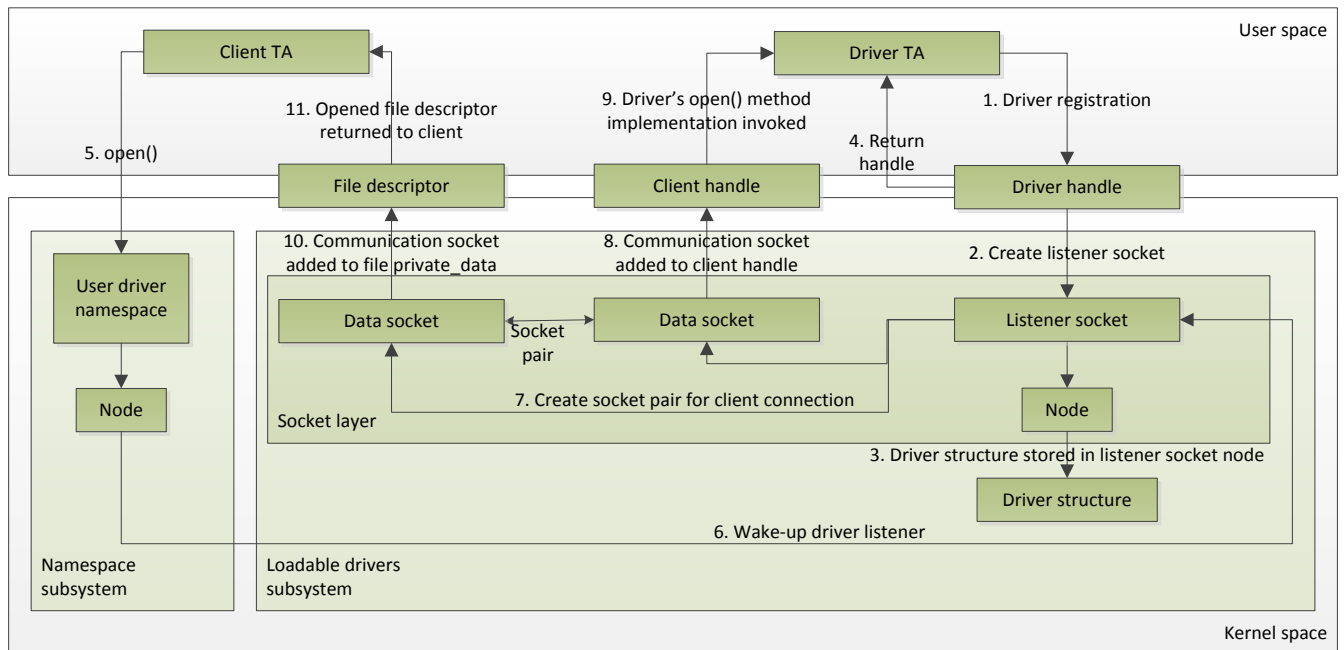 User space
Client TA
Driver TA
11. Opened file descriptor
returned to client
9. Driver’s open() method
implementation invoked
1. Driver registration
4. Return
handle
5. open()
File descriptor
Client handle
Driver handle
10. Communication socket
added to file private_data
8. Communication socket
added to client handle
2. Create listener socket
User driver
namespace
Data socket
Socket
pair
Data socket
Listener socket
Node
7. Create socket pair for client connection
Node
Socket layer
3. Driver structure stored in listener socket node
Driver structure
6. Wake-up driver listener
Namespace
subsystem
Loadable drivers
subsystem
Kernel space